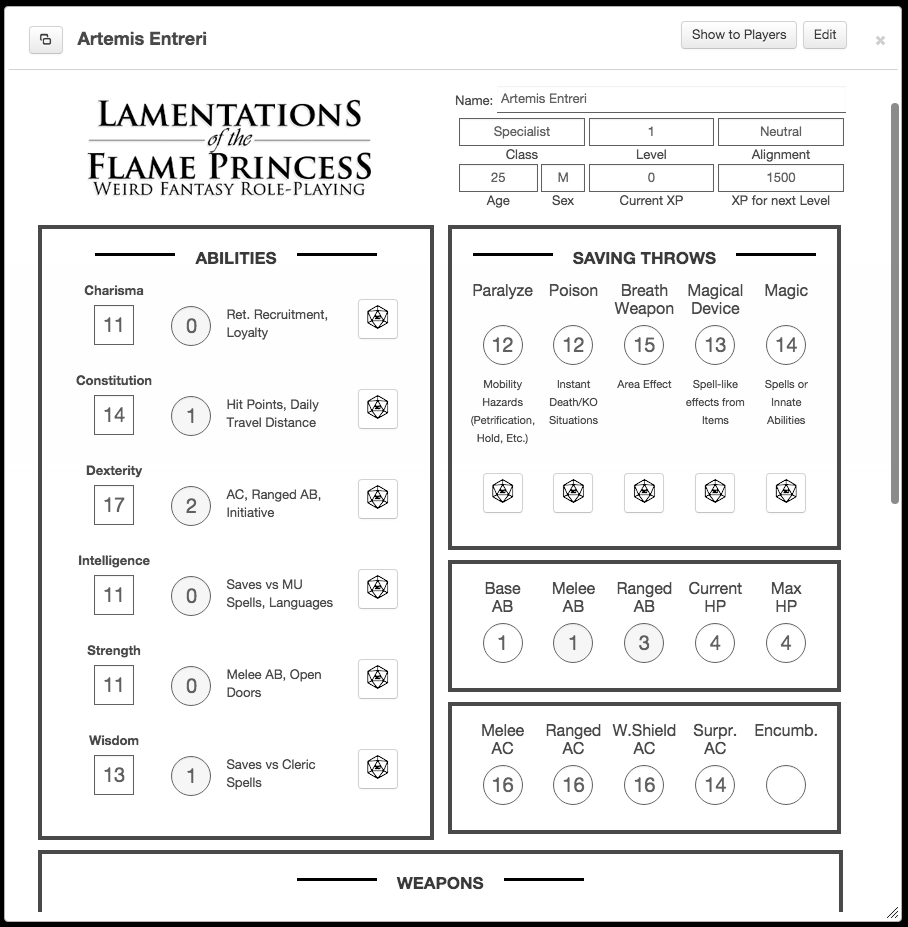 Artemis Entreri
Show to Players
Edit
LAMENTATIONS
of the
FLAME PRINCESS
WEIRD FANTASY ROLE-PLAYING
Name: Artemis Entreri
Specialist 1 Neutral
Class Level Alignment
25 M 0 1500
Age Sex Current XP XP for next Level
ABILITIES
Charisma
11 0 Ret. Recruitment,
Loyalty
Constitution
14 1 Hit Points, Daily
Travel Distance
Dexterity
17 2 AC, Ranged AB,
Initiative
Intelligence
11 0 Saves vs MU
Spells, Languages
Strength
11 0 Melee AB, Open
Doors
Wisdom
13 1 Saves vs Cleric
Spells
SAVING THROWS
Paralyze Poison Breath Magical Magic
Weapon Device
12 12 15 13 14
Mobility Instant Area Effect Spell-like Spells or
Hazards Death/KO effects from Innate
(Petrification, Situations Items Abilities
Hold, Etc.)
Base Melee Ranged Current Max
AB AB AB HP HP
1 1 3 4 4
Melee Ranged W.Shield Surpr. Encumb.
AC AC AC AC
16 16 16 14
WEAPONS